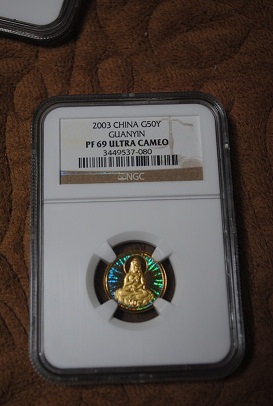 2003 CHINA G50Y
GUANYIN
PF 69 ULTRA CAMEO
3449537-080
NGC